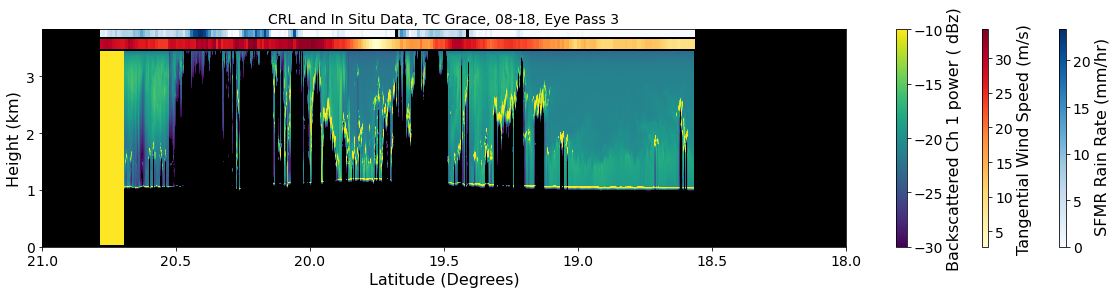 CRL and In Situ Data, TC Grace, 08-18, Eye Pass 3
Height (km)
3
2
1
0
21.0 20.5 20.0 19.5 19.0 18.5 18.0
Latitude (Degrees)
−10
−15
−20
−25
−30
Backscattered Ch 1 power ( dBz)
30
25
20
15
10
5
Tangential Wind Speed (m/s)
20
15
10
5
0
SFMR Rain Rate (mm/hr)